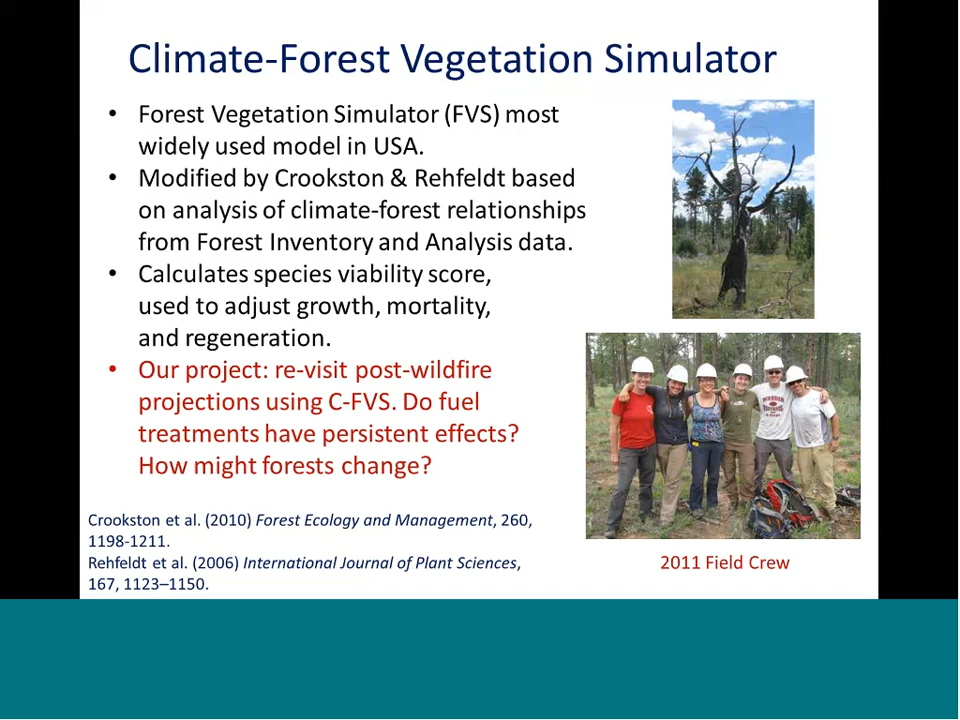 Climate-Forest Vegetation Simulator
• Forest Vegetation Simulator (FVS) most
widely used model in USA.
• Modified by Crookston & Rehfeldt based
on analysis of climate-forest relationships
from Forest Inventory and Analysis data.
• Calculates species viability score,
used to adjust growth, mortality,
and regeneration.
• Our project: re-visit post-wildfire
projections using C-FVS. Do fuel
treatments have persistent effects?
How might forests change?
Crookston et al. (2010) Forest Ecology and Management, 260,
1198-1211.
Rehfeldt et al. (2006) International Journal of Plant Sciences,
167, 1123–1150.
2011 Field Crew